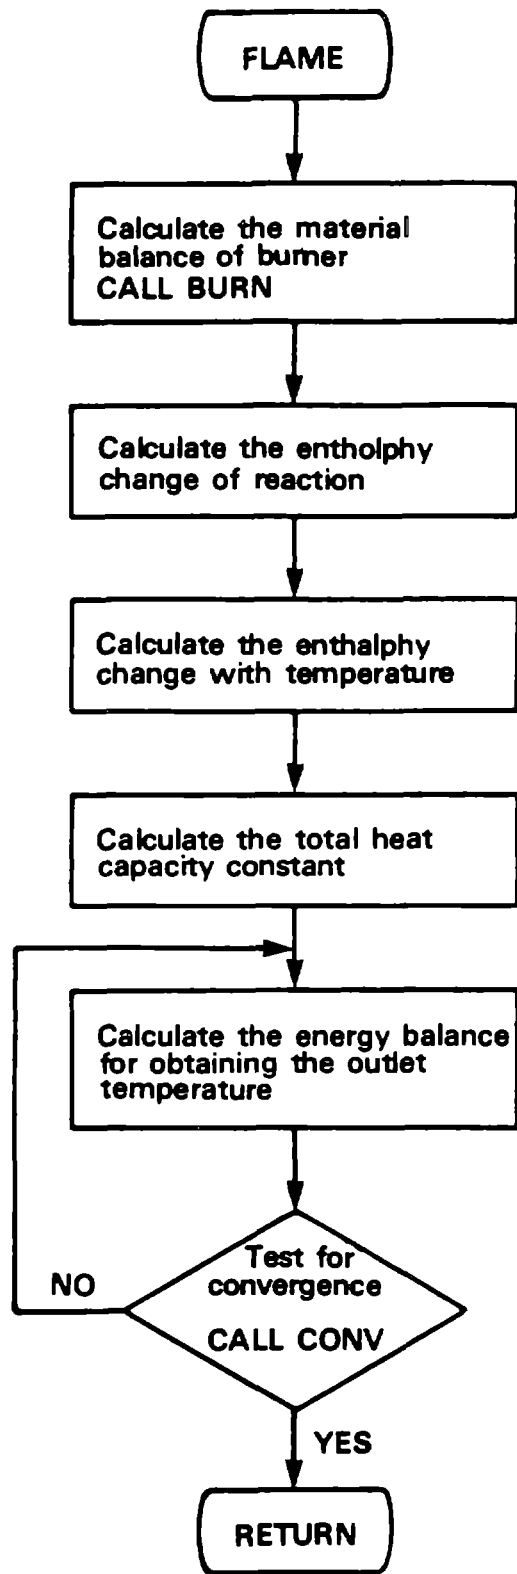 FLAME
Calculate the material
balance of burner
CALL BURN
Calculate the entholphy
change of reaction
Calculate the enthalphy
change with temperature
Calculate the total heat
capacity constant
Calculate the energy balance
for obtaining the outlet
temperature
Test for
convergence
NO
CALL CONV
YES
RETURN